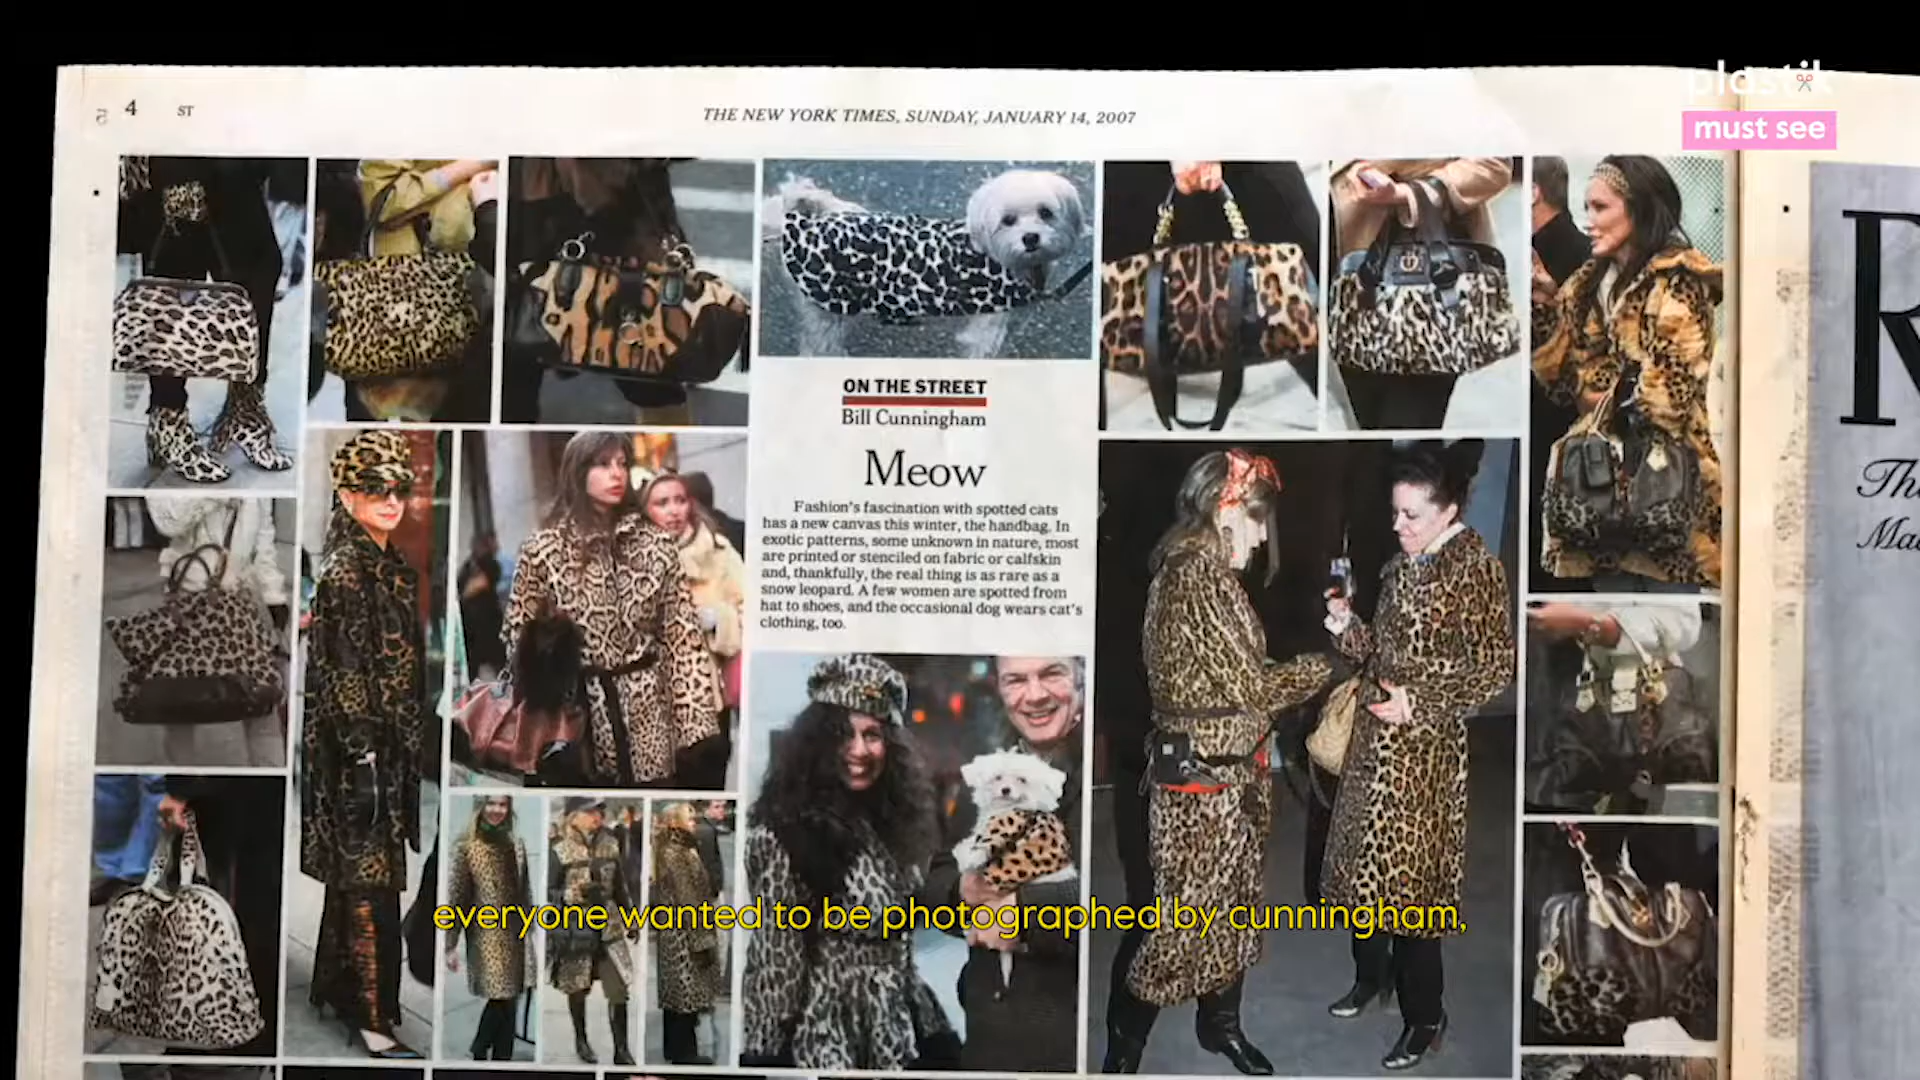 plastik
must see
4 ST THE NEW YORK TIMES, SUNDAY, JANUARY 14, 2007
ON THE STREET
Bill Cunningham
Meow
Fashion's fascination with spotted cats
has a new canvas this winter, the handbag. In
exotic patterns, some unknown in nature, most
are printed or stenciled on fabric or calfskin
and, thankfully, the real thing is as rare as a
snow leopard. A few women are spotted from
hat to shoes, and the occasional dog wears cat's
clothing, too.
everyone wanted to be photographed by cunningham,